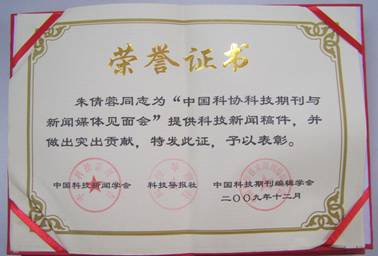 荣誉证书
朱倩蓉同志为“中国科协科技期刊与
新闻媒体见面会”提供科技新闻稿件，并
做出突出贡献，特发此证，予以表彰。
中国科技新闻学会 科技导报社 中国科技期刊编辑学会
二00九年十二月